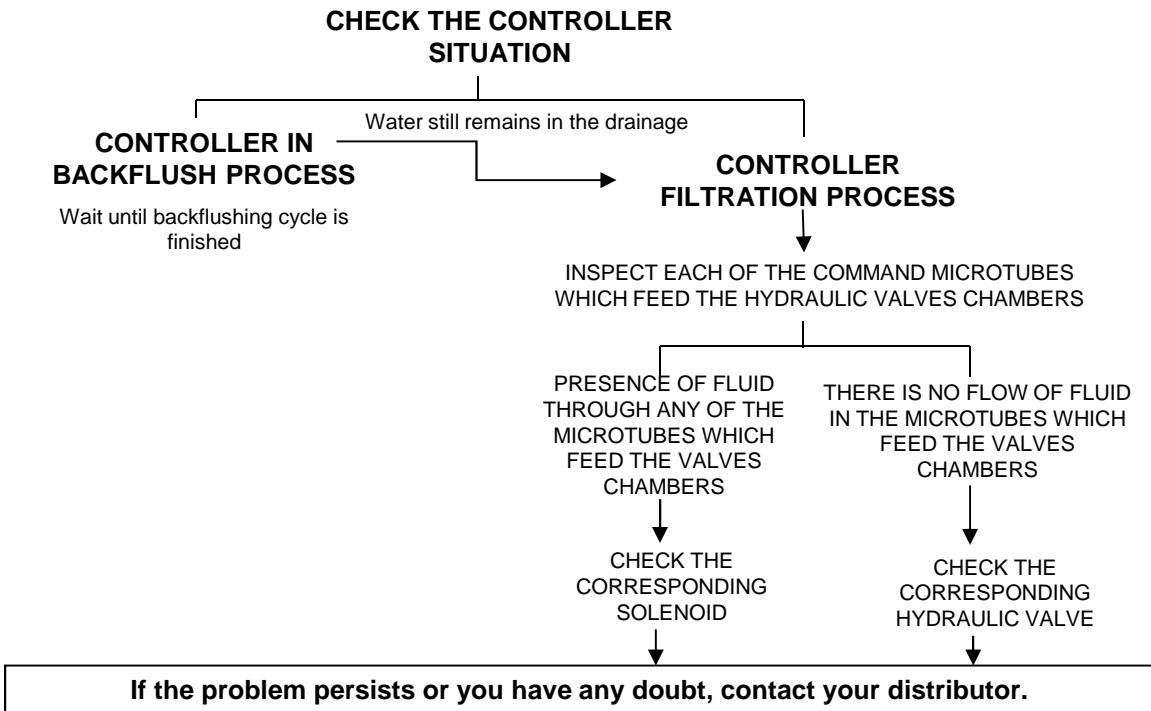 CHECK THE CONTROLLER
SITUATION
Water still remains in the drainage
CONTROLLER IN
BACKFLUSH PROCESS
Wait until backflushing cycle is
finished
CONTROLLER
FILTRATION PROCESS
INSPECT EACH OF THE COMMAND MICROTUBES
WHICH FEED THE HYDRAULIC VALVES CHAMBERS
PRESENCE OF FLUID
THROUGH ANY OF THE
MICROTUBES WHICH
FEED THE VALVES
CHAMBERS
THERE IS NO FLOW OF FLUID
IN THE MICROTUBES WHICH
FEED THE VALVES
CHAMBERS
CHECK THE
CORRESPONDING
SOLENOID
CHECK THE
CORRESPONDING
HYDRAULIC VALVE
If the problem persists or you have any doubt, contact your distributor.